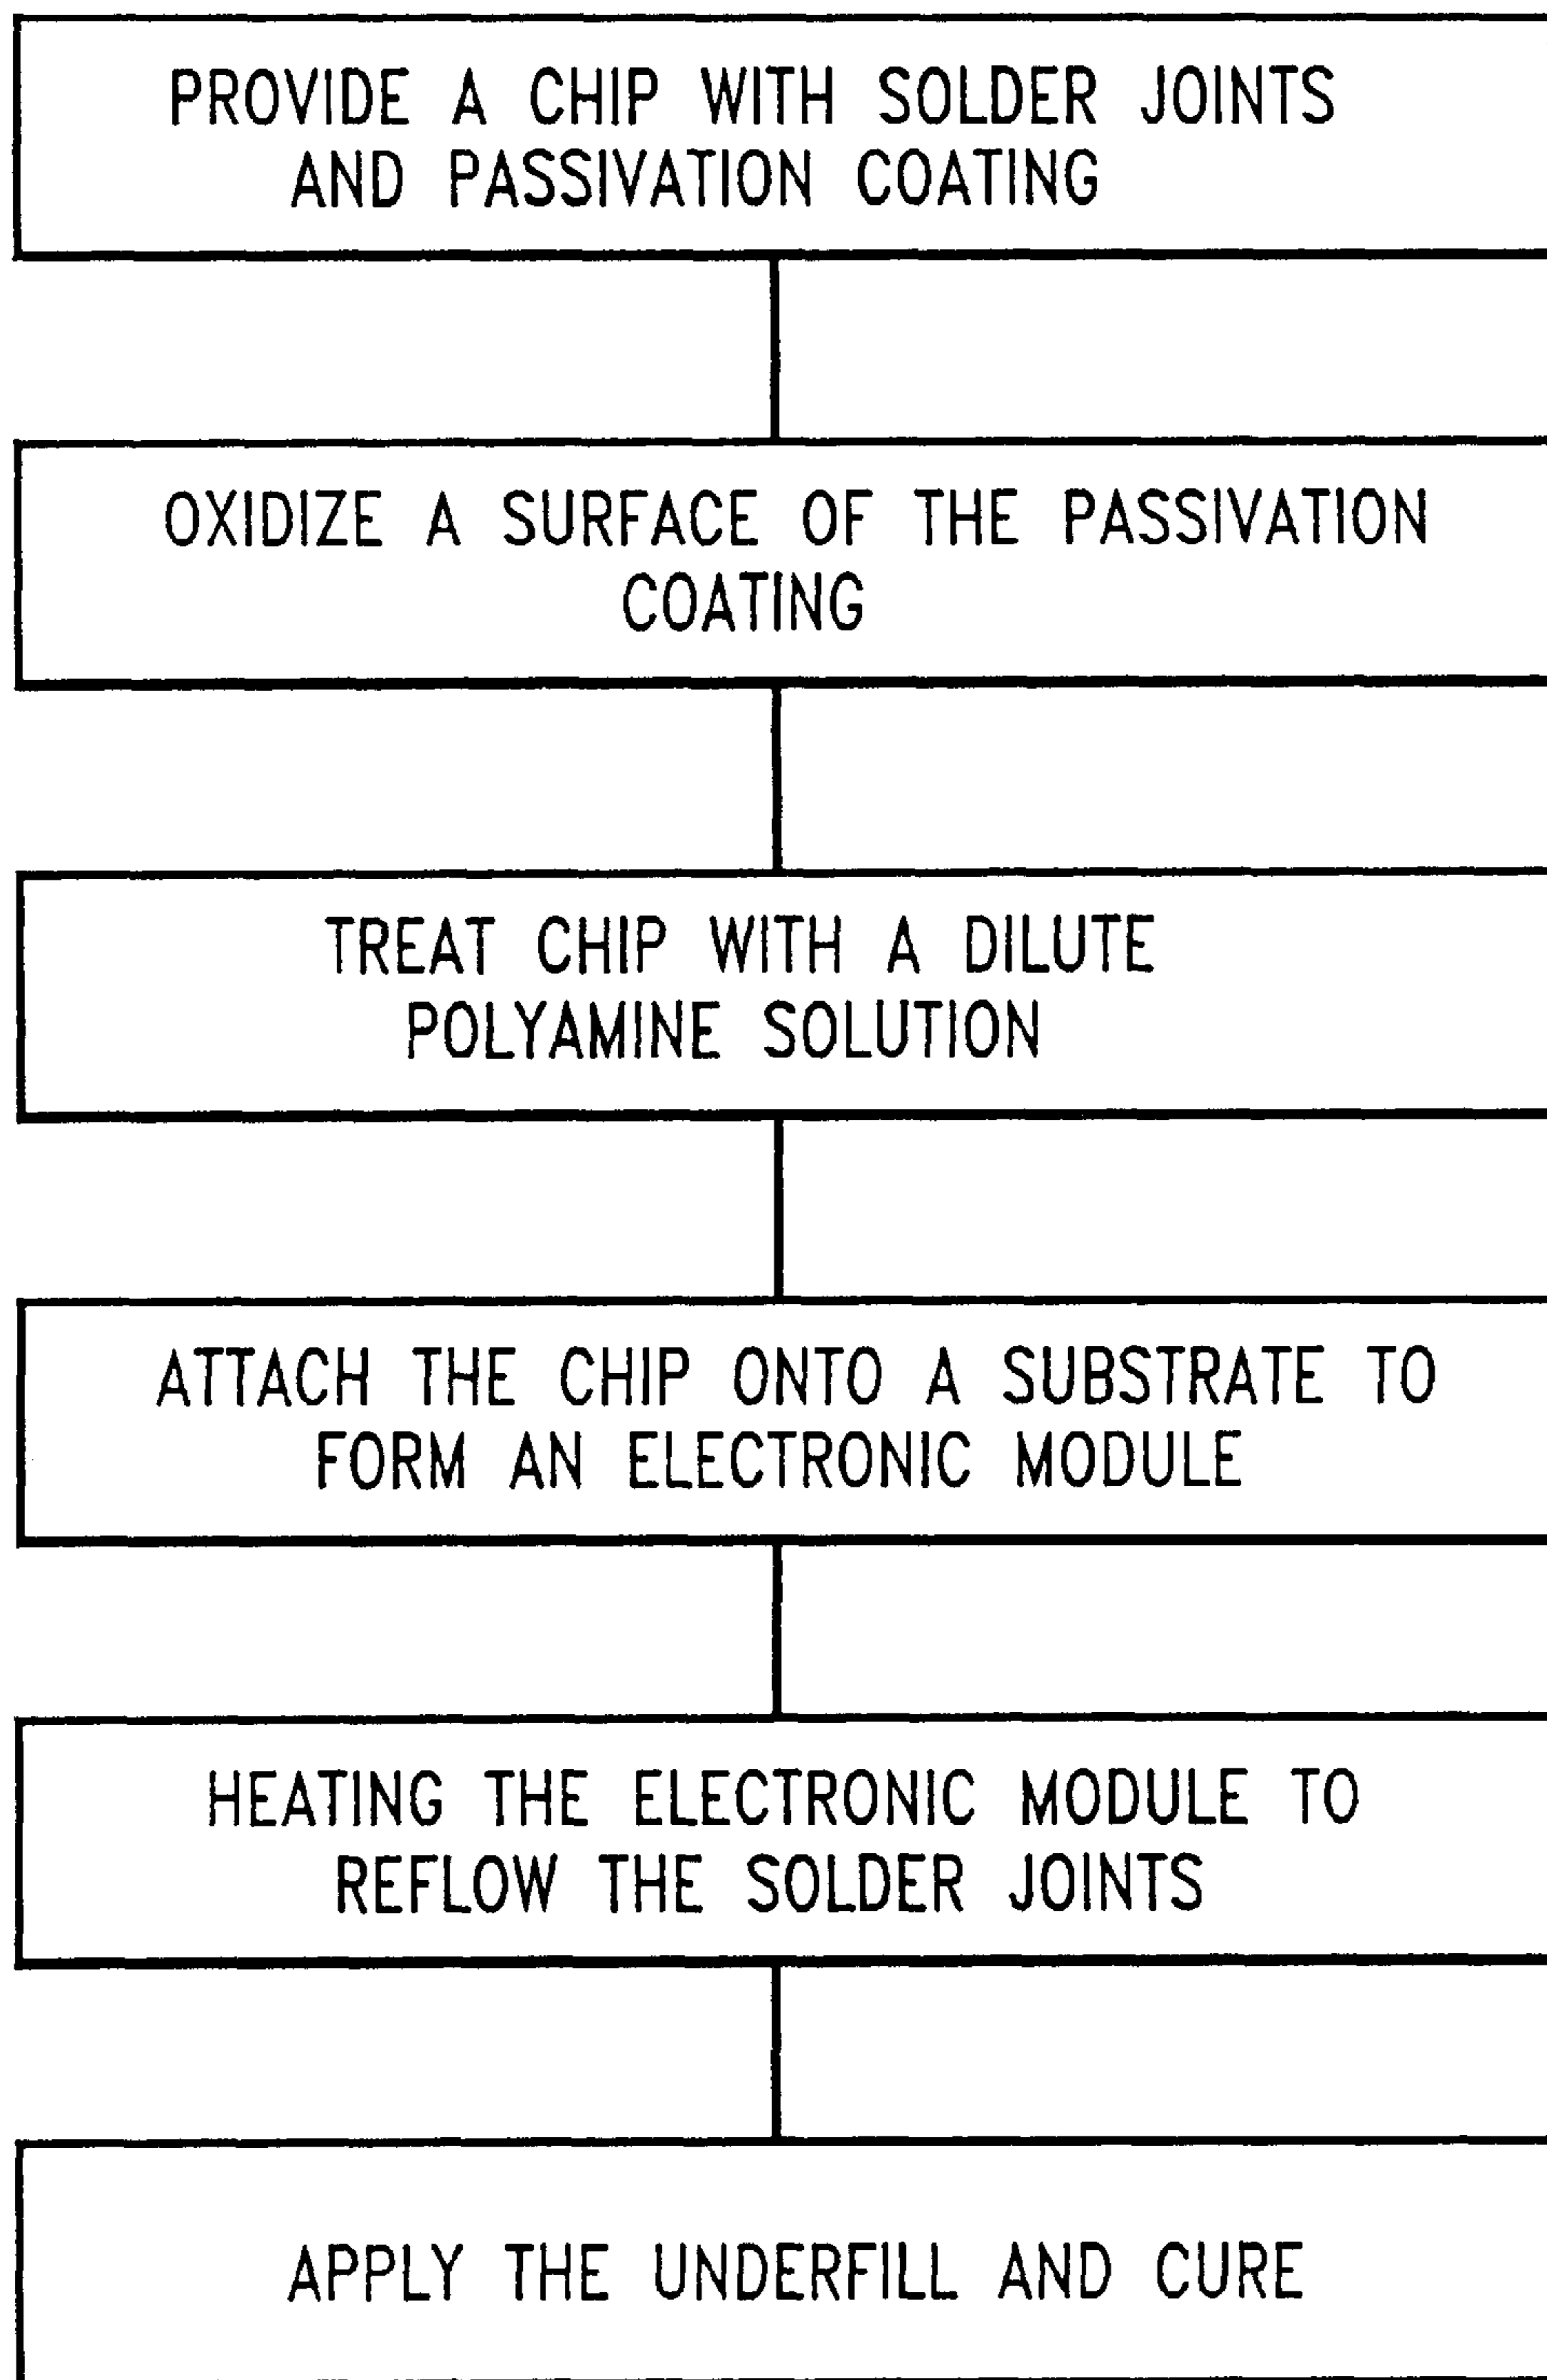 PROVIDE A CHIP WITH SOLDER JOINTS
AND PASSIVATION COATING
OXIDIZE A SURFACE OF THE PASSIVATION
COATING
TREAT CHIP WITH A DILUTE
POLYAMINE SOLUTION
ATTACH THE CHIP ONTO A SUBSTRATE TO
FORM AN ELECTRONIC MODULE
HEATING THE ELECTRONIC MODULE TO
REFLOW THE SOLDER JOINTS
APPLY THE UNDERFILL AND CURE